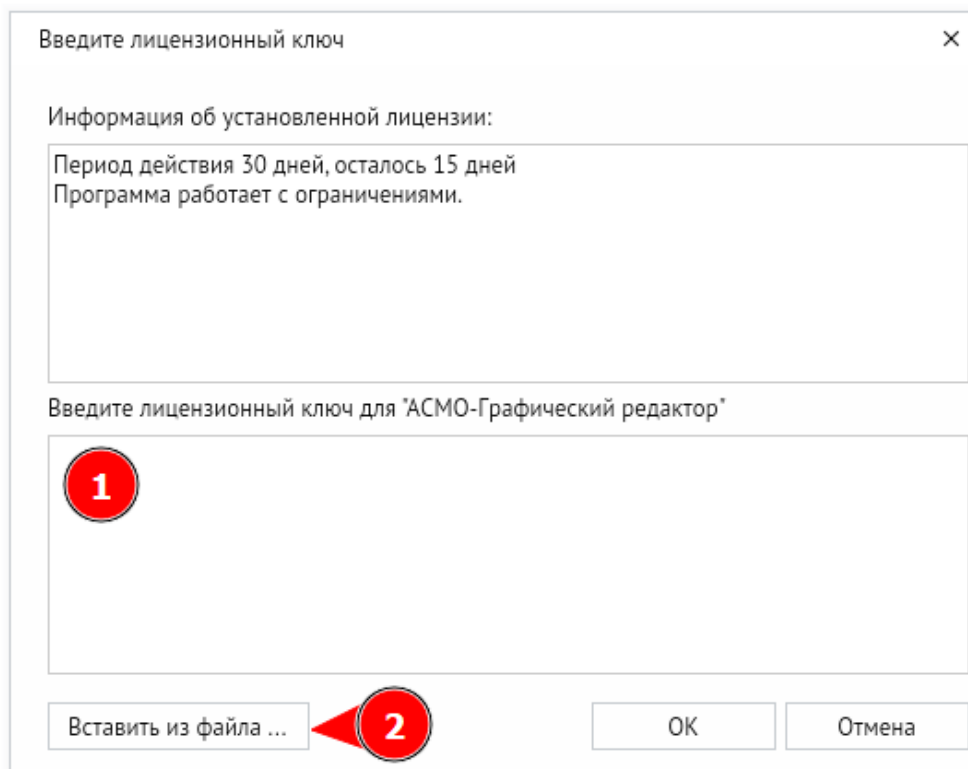 Введите лицензионный ключ
Информация об установленной лицензии:
Период действия 30 дней, осталось 15 дней
Программа работает с ограничениями.
Введите лицензионный ключ для "АСМО-Графический редактор"
1
Вставить из файла ...
2
ОК
Отмена